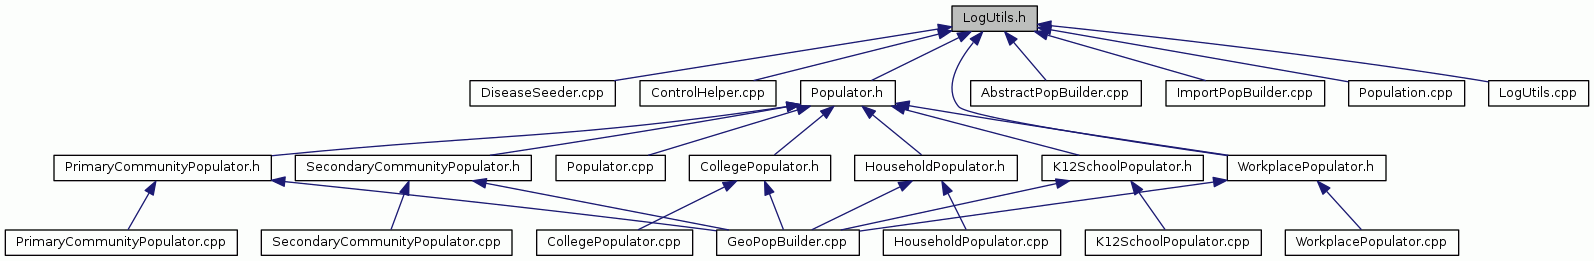 LogUtils.h
DiseaseSeeder.cpp
ControlHelper.cpp
Populator.h
AbstractPopBuilder.cpp
ImportPopBuilder.cpp
Population.cpp
LogUtils.cpp
PrimaryCommunityPopulator.h
SecondaryCommunityPopulator.h
Populator.cpp
CollegePopulator.h
HouseholdPopulator.h
K12SchoolPopulator.h
WorkplacePopulator.h
PrimaryCommunityPopulator.cpp
SecondaryCommunityPopulator.cpp
CollegePopulator.cpp
GeoPopBuilder.cpp
HouseholdPopulator.cpp
K12SchoolPopulator.cpp
WorkplacePopulator.cpp